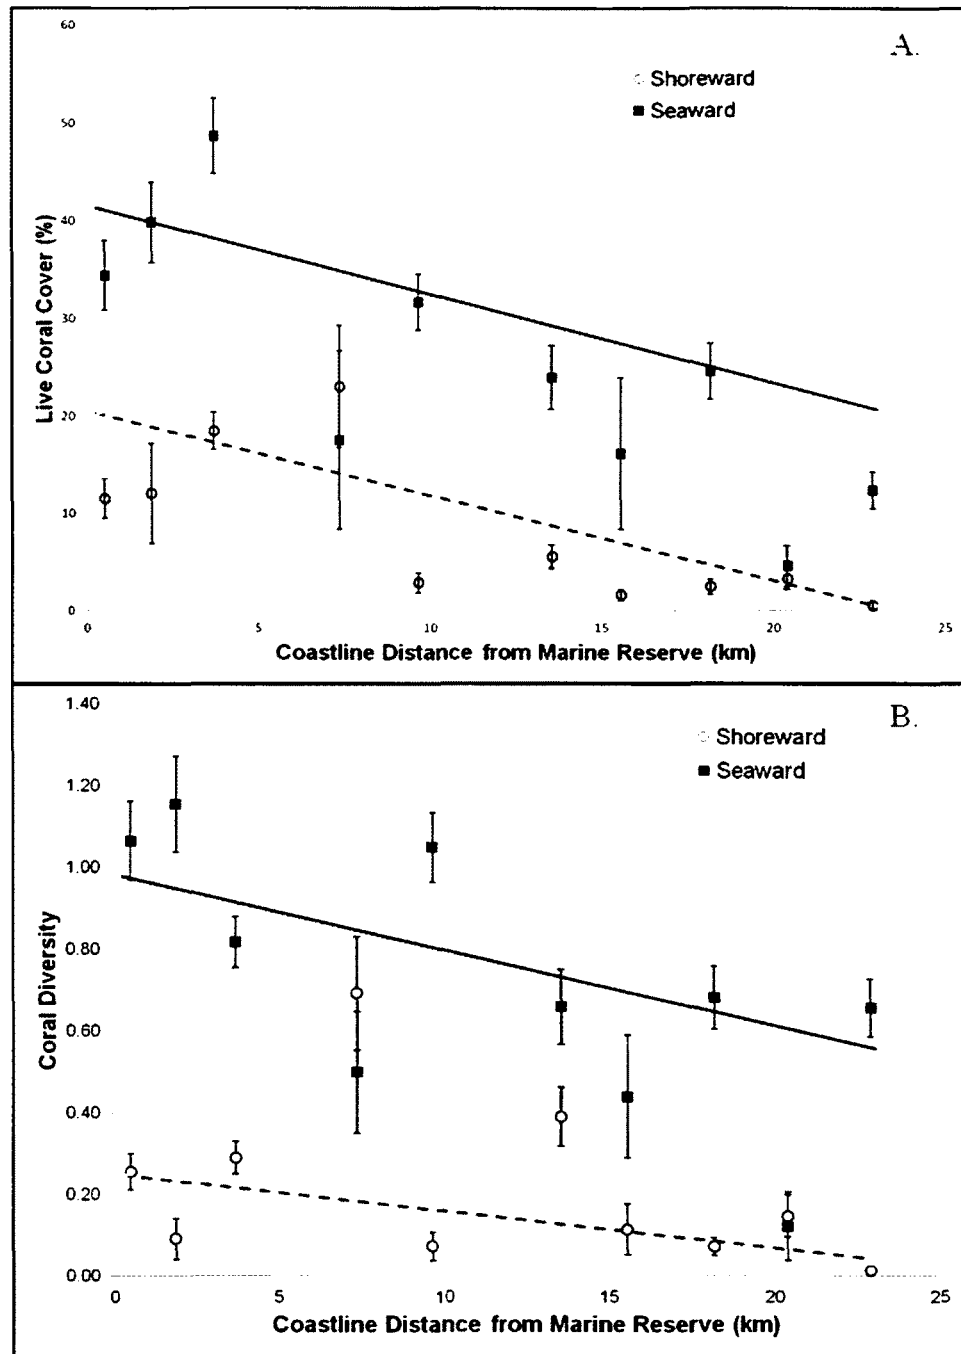 A.
Shoreward
Seaward
Live Coral Cover (%)
60
50
40
30
20
10
0
0 5 10 15 20 25
Coastline Distance from Marine Reserve (km)
B.
Shoreward
Seaward
Coral Diversity
1.40
1.20
1.00
0.80
0.60
0.40
0.20
0.00
0 5 10 15 20 25
Coastline Distance from Marine Reserve (km)